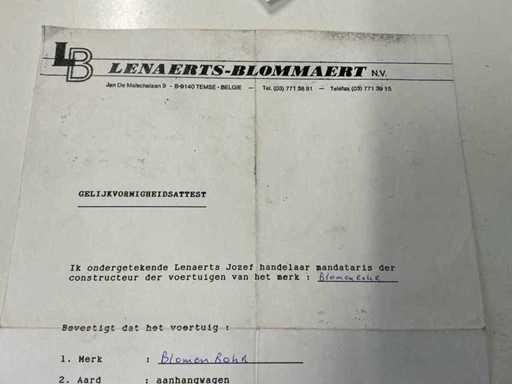 LB LENAERTS-BLOMMAERT N.V.
Jan De Malschelaan 9 - B-9140 TEMSE - BELGIE - Tel. (03) 771 38 81 - Telefax (03) 771 39 15
GELIJKVORMIGHEIDSATTEST
Ik ondergetekende Lenaerts Jozef handelaar mandataris der
constructeur der voertuigen van het merk : Blomenrohr
Bevestigt dat het voertuig :
1. Merk : Blomenrohr
2. Aard : aanhangwagen